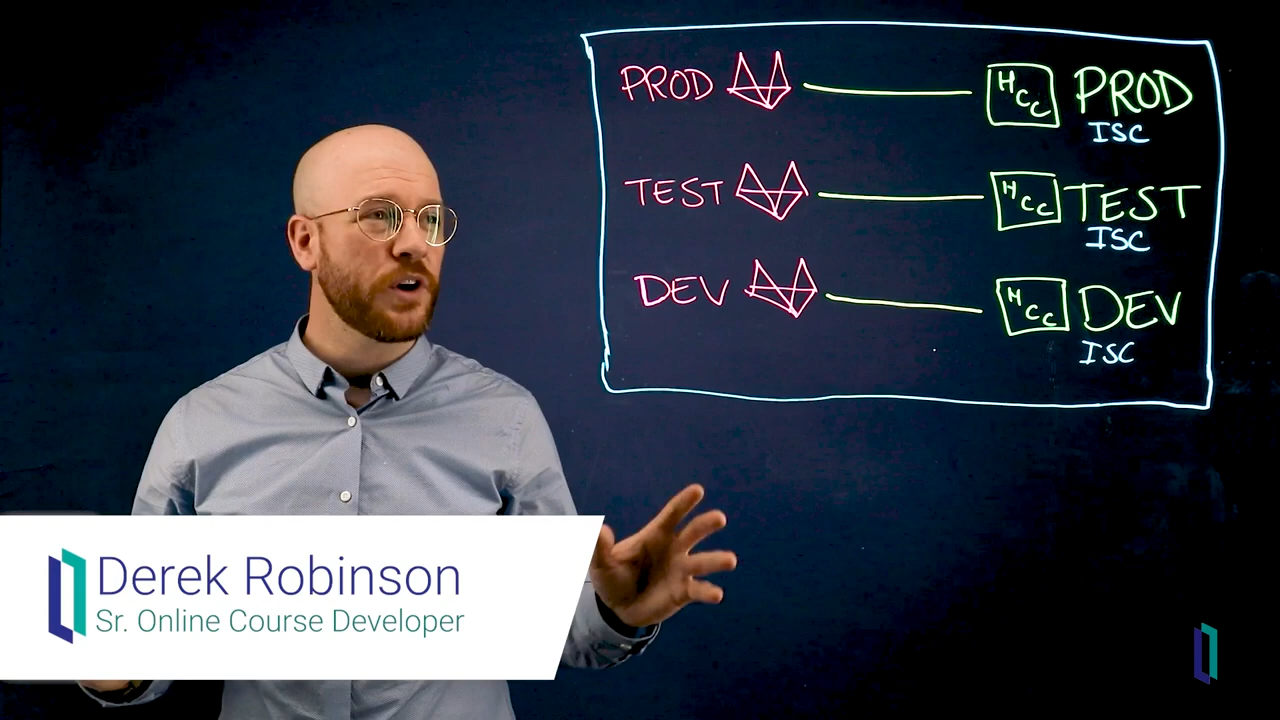 PROD HCC PROD
ISC
TEST HCC TEST
ISC
DEV HCC DEV
ISC
Derek Robinson
Sr. Online Course Developer